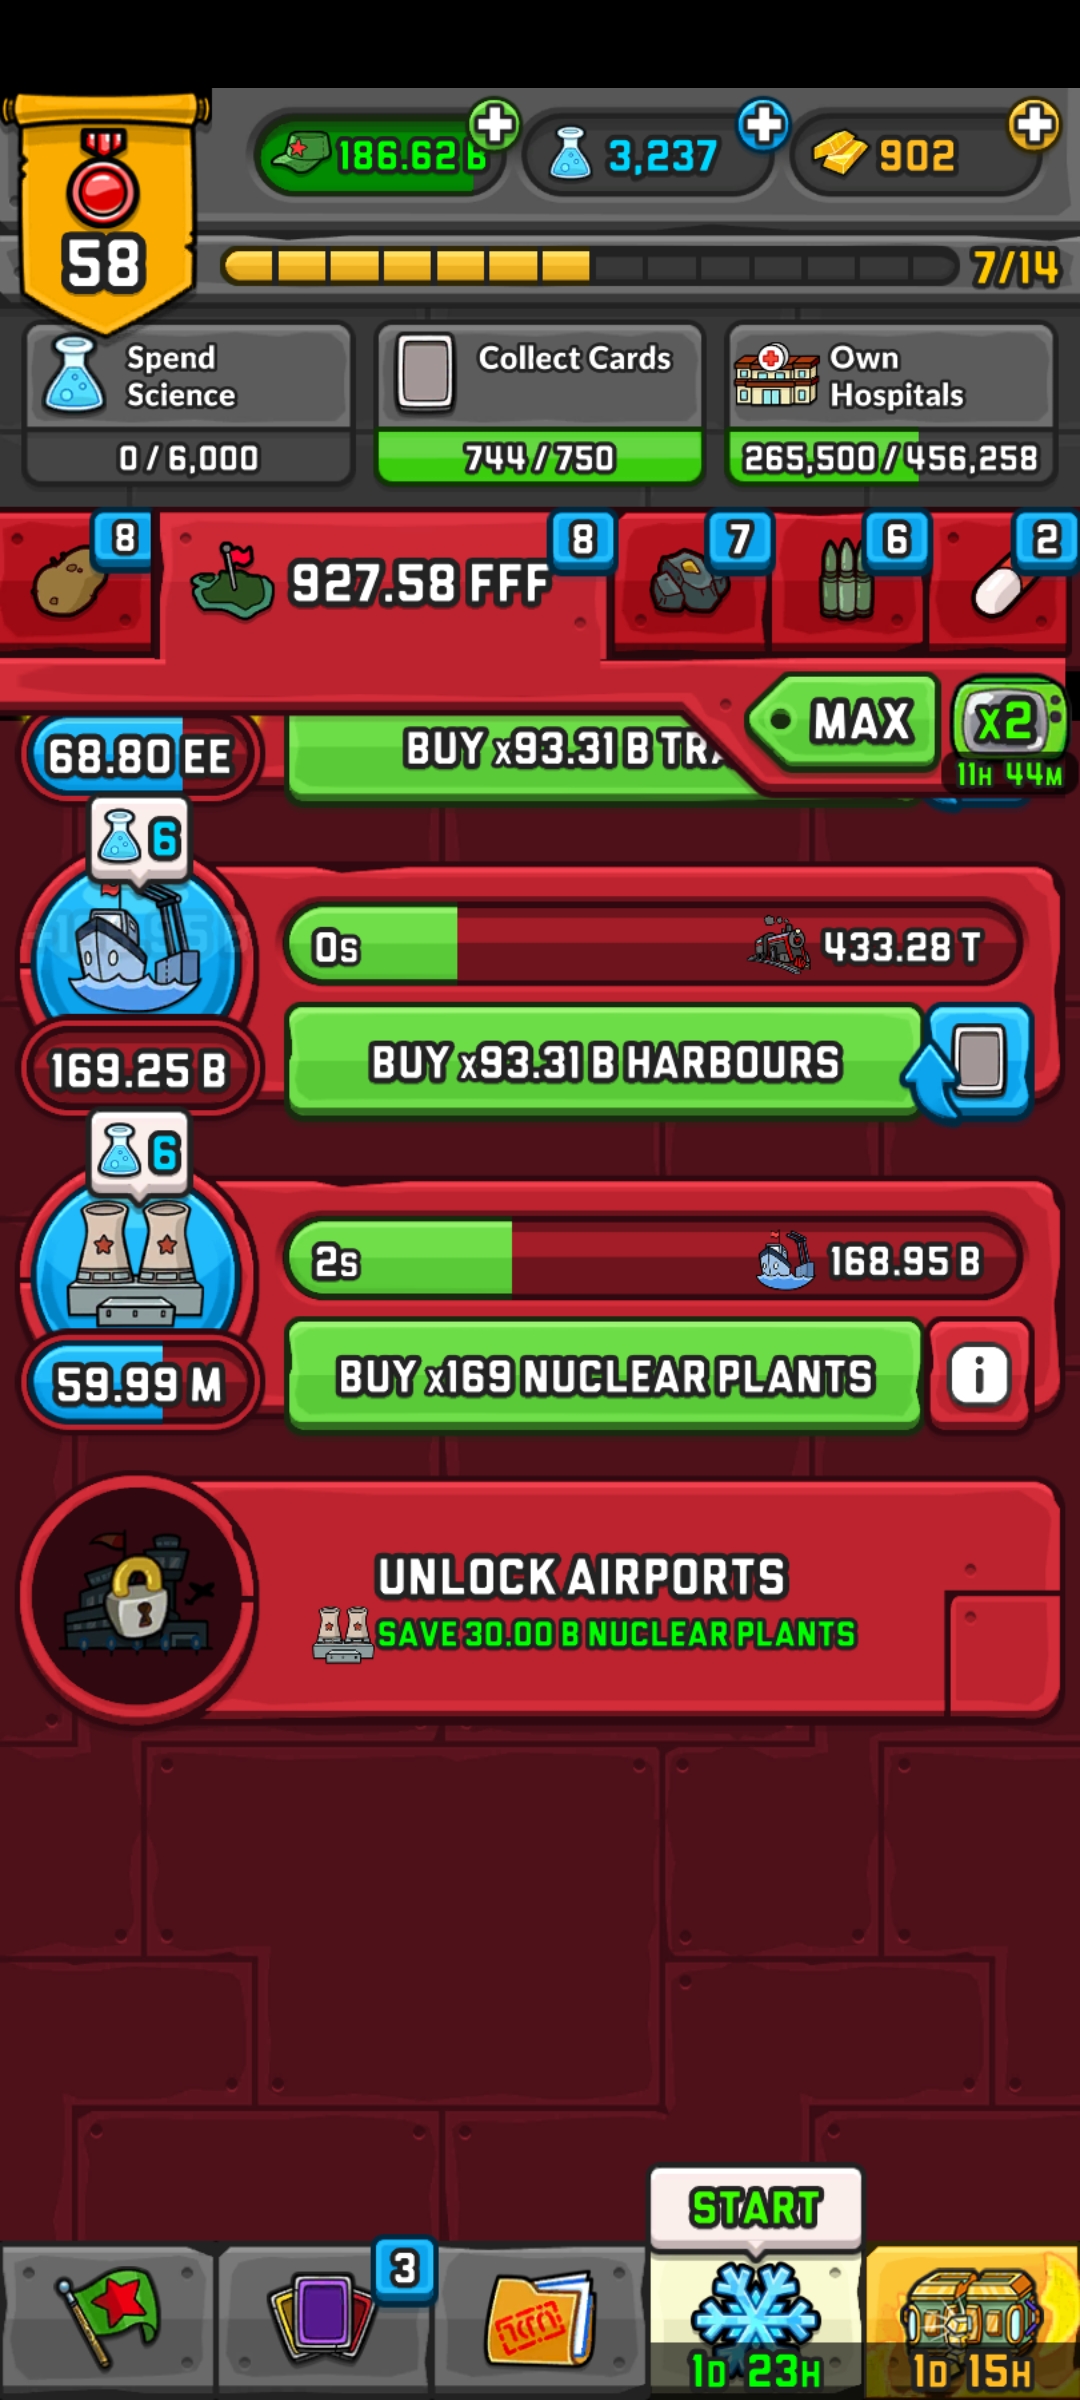 186.62 B
3,237
902
58
7/14
Spend
Science
0 / 6,000
Collect Cards
744 / 750
Own
Hospitals
265,500 / 456,258
8
927.58 FFF
8
7
6
2
MAX
x2
11H 44M
68.80 EE
BUY x93.31 B
6
0s
433.28 T
169.25 B
BUY x93.31 B HARBOURS
6
2s
168.95 B
59.99 M
BUY x169 NUCLEAR PLANTS
i
UNLOCK AIRPORTS
SAVE 30.00 B NUCLEAR PLANTS
START
3
1D 23H
1D 15H